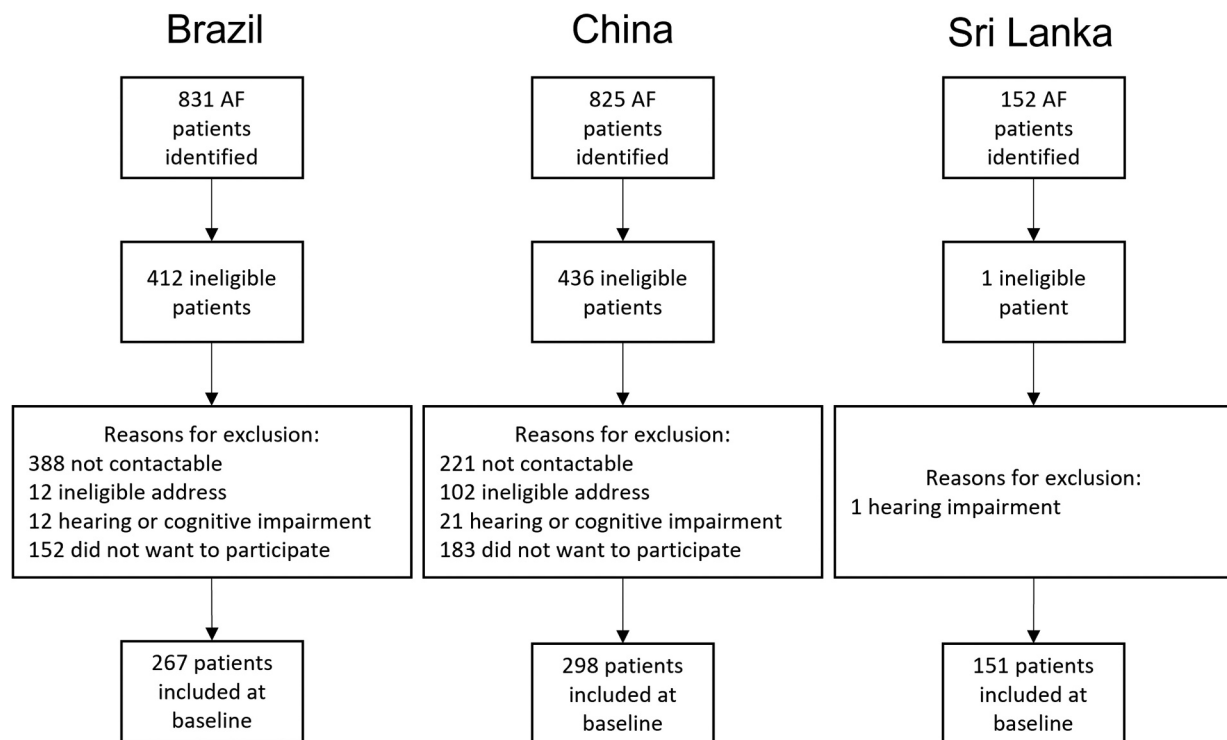 Brazil
831 AF
patients
identified
412 ineligible
patients
Reasons for exclusion:
388 not contactable
12 ineligible address
12 hearing or cognitive impairment
152 did not want to participate
267 patients
included at
baseline
China
825 AF
patients
identified
436 ineligible
patients
Reasons for exclusion:
221 not contactable
102 ineligible address
21 hearing or cognitive impairment
183 did not want to participate
298 patients
included at
baseline
Sri Lanka
152 AF
patients
identified
1 ineligible
patient
Reasons for exclusion:
1 hearing impairment
151 patients
included at
baseline